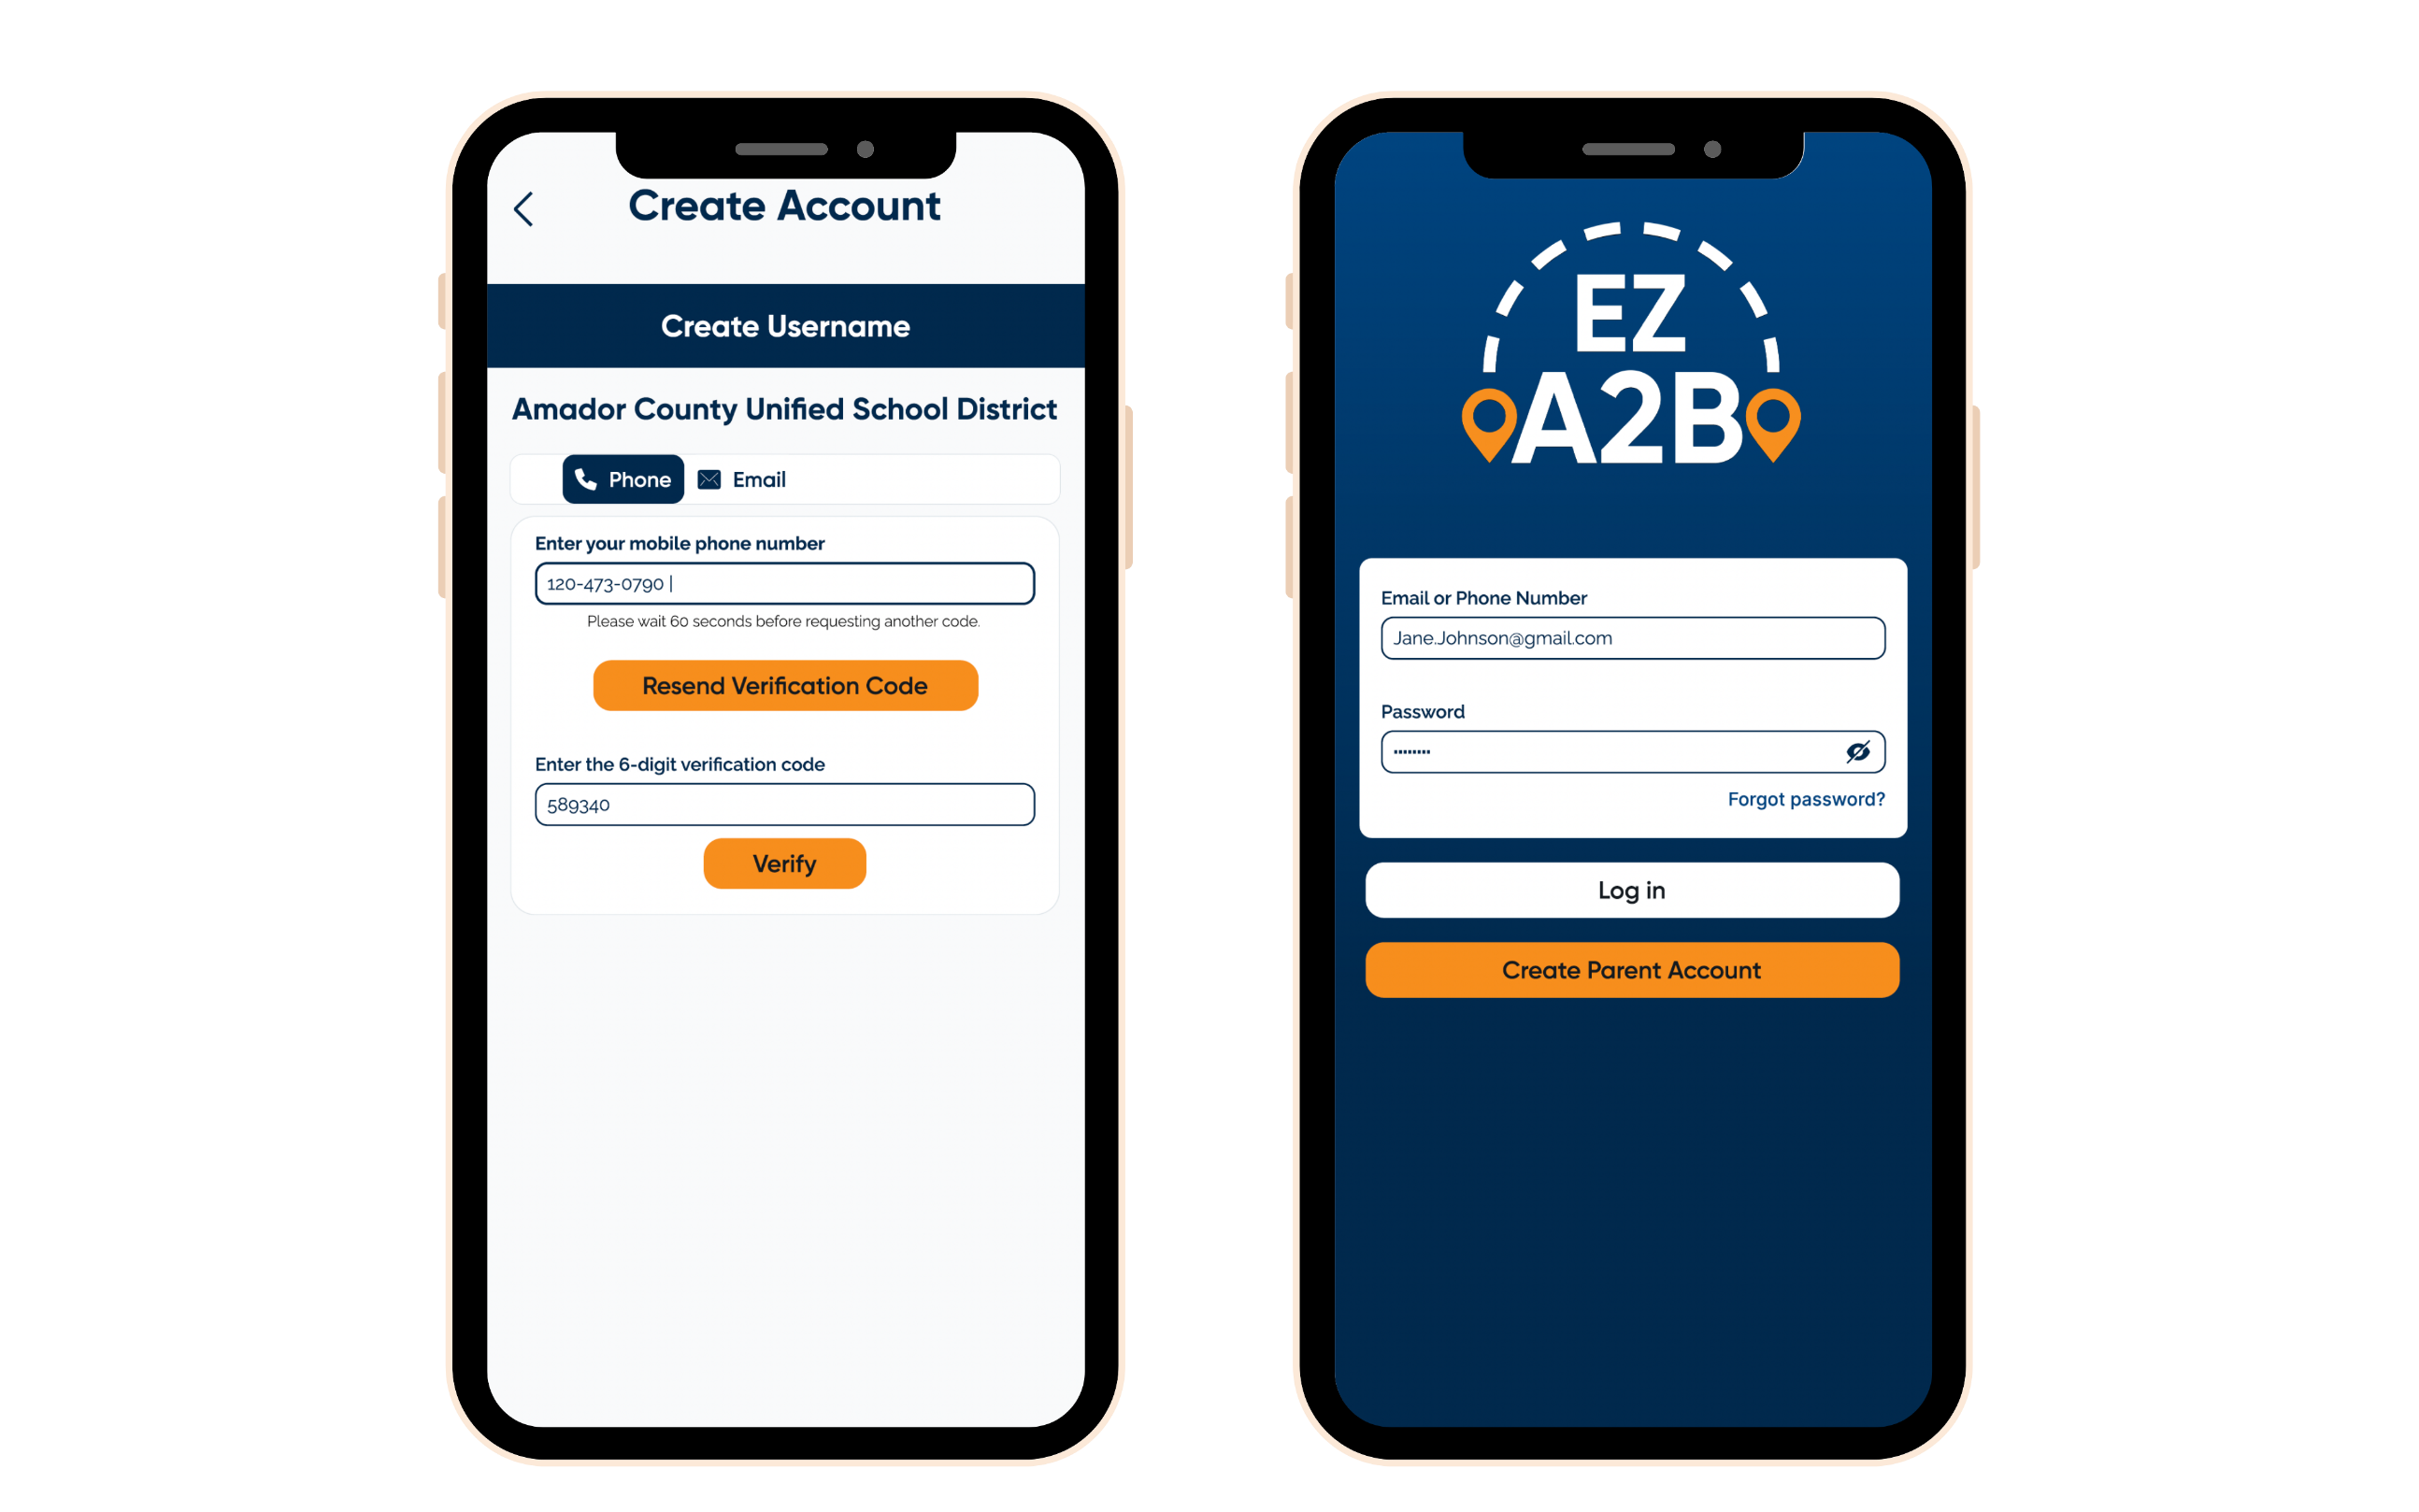 Create Account
Create Username
Amador County Unified School District
Phone Email
Enter your mobile phone number
120-473-0790
Please wait 60 seconds before requesting another code.
Resend Verification Code
Enter the 6-digit verification code
589340
Verify
EZ
A2B
Email or Phone Number
Jane.Johnson@gmail.com
Password
Forgot password?
Log in
Create Parent Account